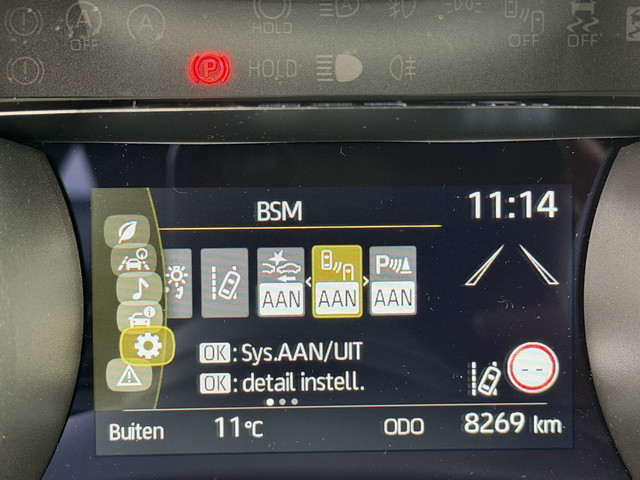 HOLD
A
OFF
A
OFF
OFF
P
HOLD
BSM
11:14
AAN
AAN
P
AAN
OK: Sys.AAN/UIT
OK: detail instell.
--
Buiten 11°C ODO 8269 km